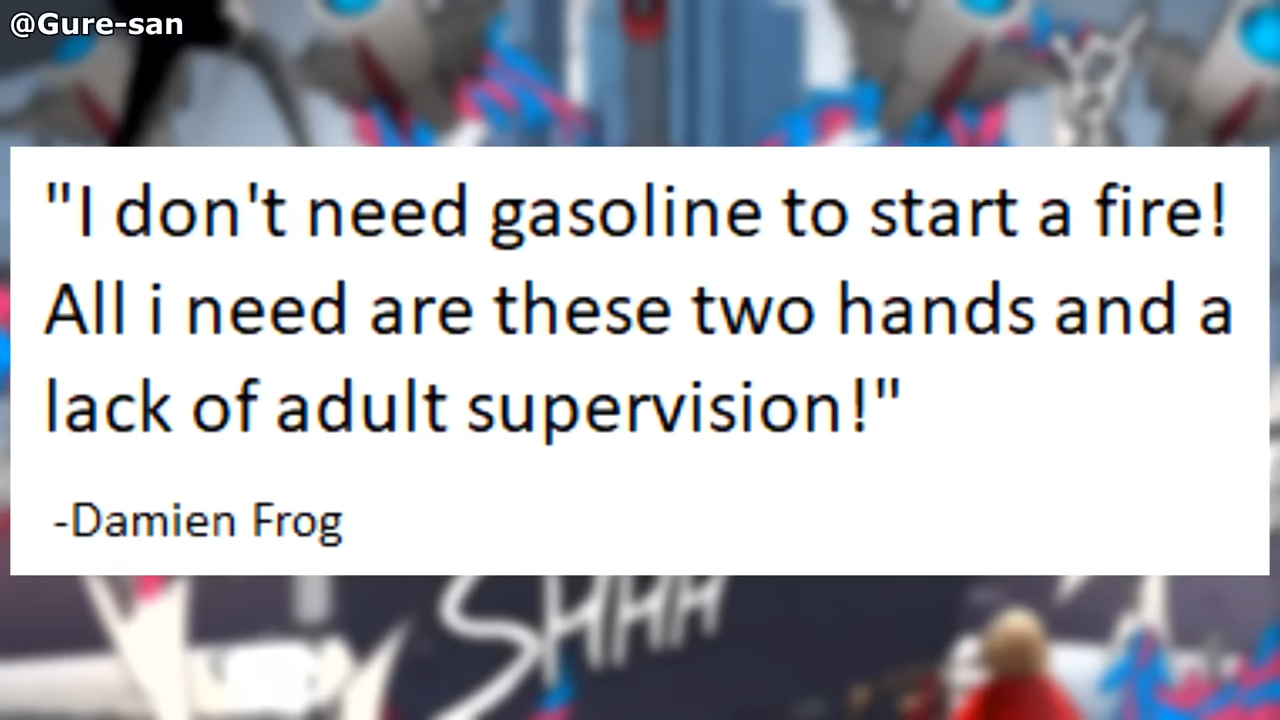 @Gure-san
"I don't need gasoline to start a fire!
All i need are these two hands and a
lack of adult supervision!"
-Damien Frog
SHHH